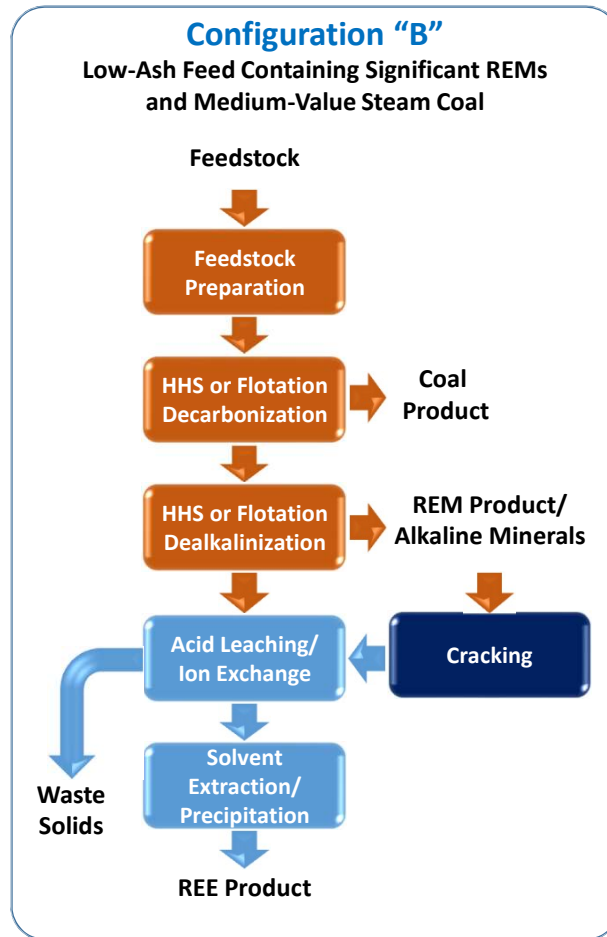 Configuration “B”
Low-Ash Feed Containing Significant REMs
and Medium-Value Steam Coal
Feedstock
Feedstock
Preparation
HHS or Flotation
Decarbonization
Coal
Product
HHS or Flotation
Dealkalinization
REM Product/
Alkaline Minerals
Acid Leaching/
Ion Exchange
Cracking
Solvent
Extraction/
Precipitation
Waste
Solids
REE Product